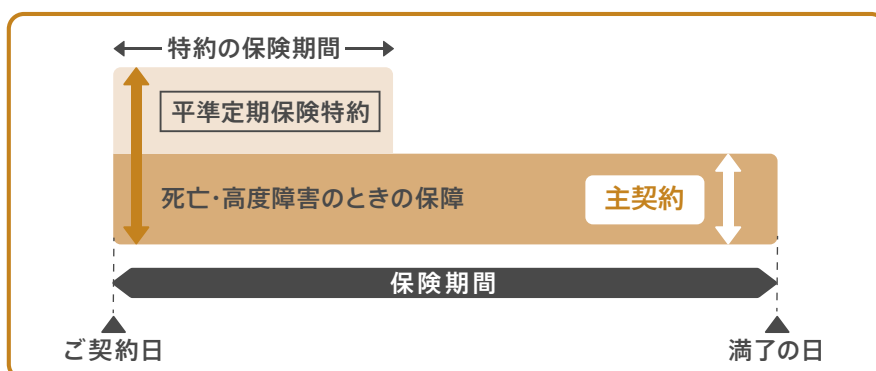 特約の保険期間
平準定期保険特約
死亡・高度障害のときの保障
主契約
保険期間
ご契約日
満了の日